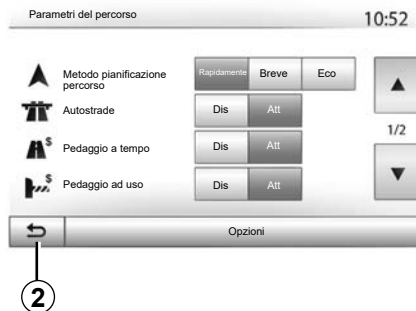 Parametri del percorso
10:52
Metodo pianificazione
percorso
Rapidamente Breve Eco
Autostrade
Dis Att
1/2
$
Pedaggio a tempo
Dis Att
$
Pedaggio ad uso
Dis Att
Opzioni
2